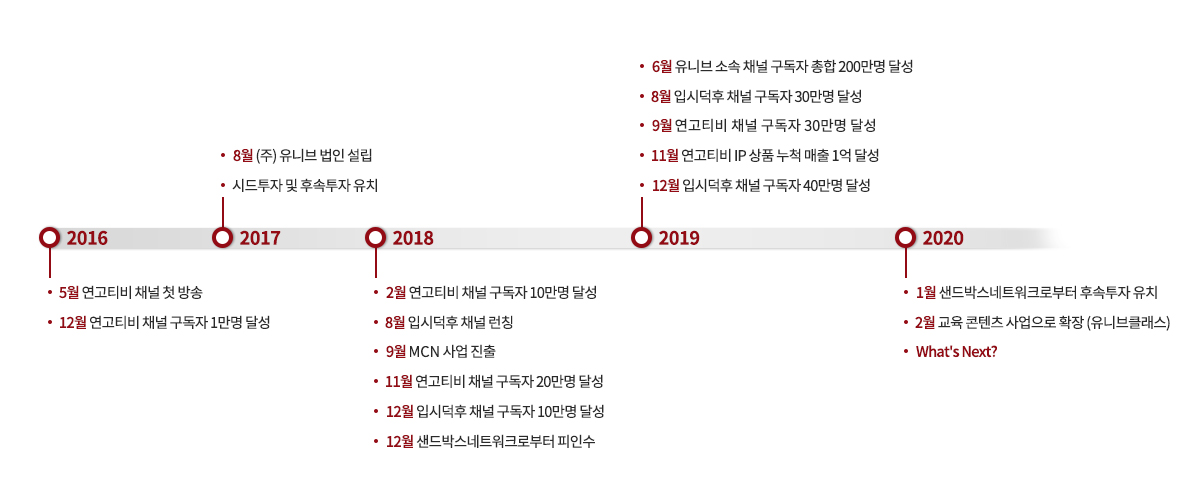 2016
• 5월 연고티비 채널 첫 방송
• 12월 연고티비 채널 구독자 1만명 달성
2017
• 8월 (주) 유니브 법인 설립
• 시드투자 및 후속투자 유치
2018
• 2월 연고티비 채널 구독자 10만명 달성
• 8월 입시덕후 채널 런칭
• 9월 MCN 사업 진출
• 11월 연고티비 채널 구독자 20만명 달성
• 12월 입시덕후 채널 구독자 10만명 달성
• 12월 샌드박스네트워크로부터 피인수
2019
• 6월 유니브 소속 채널 구독자 총합 200만명 달성
• 8월 입시덕후 채널 구독자 30만명 달성
• 9월 연고티비 채널 구독자 30만명 달성
• 11월 연고티비 IP 상품 누적 매출 1억 달성
• 12월 입시덕후 채널 구독자 40만명 달성
2020
• 1월 샌드박스네트워크로부터 후속투자 유치
• 2월 교육 콘텐츠 사업으로 확장 (유니브클래스)
• What's Next?